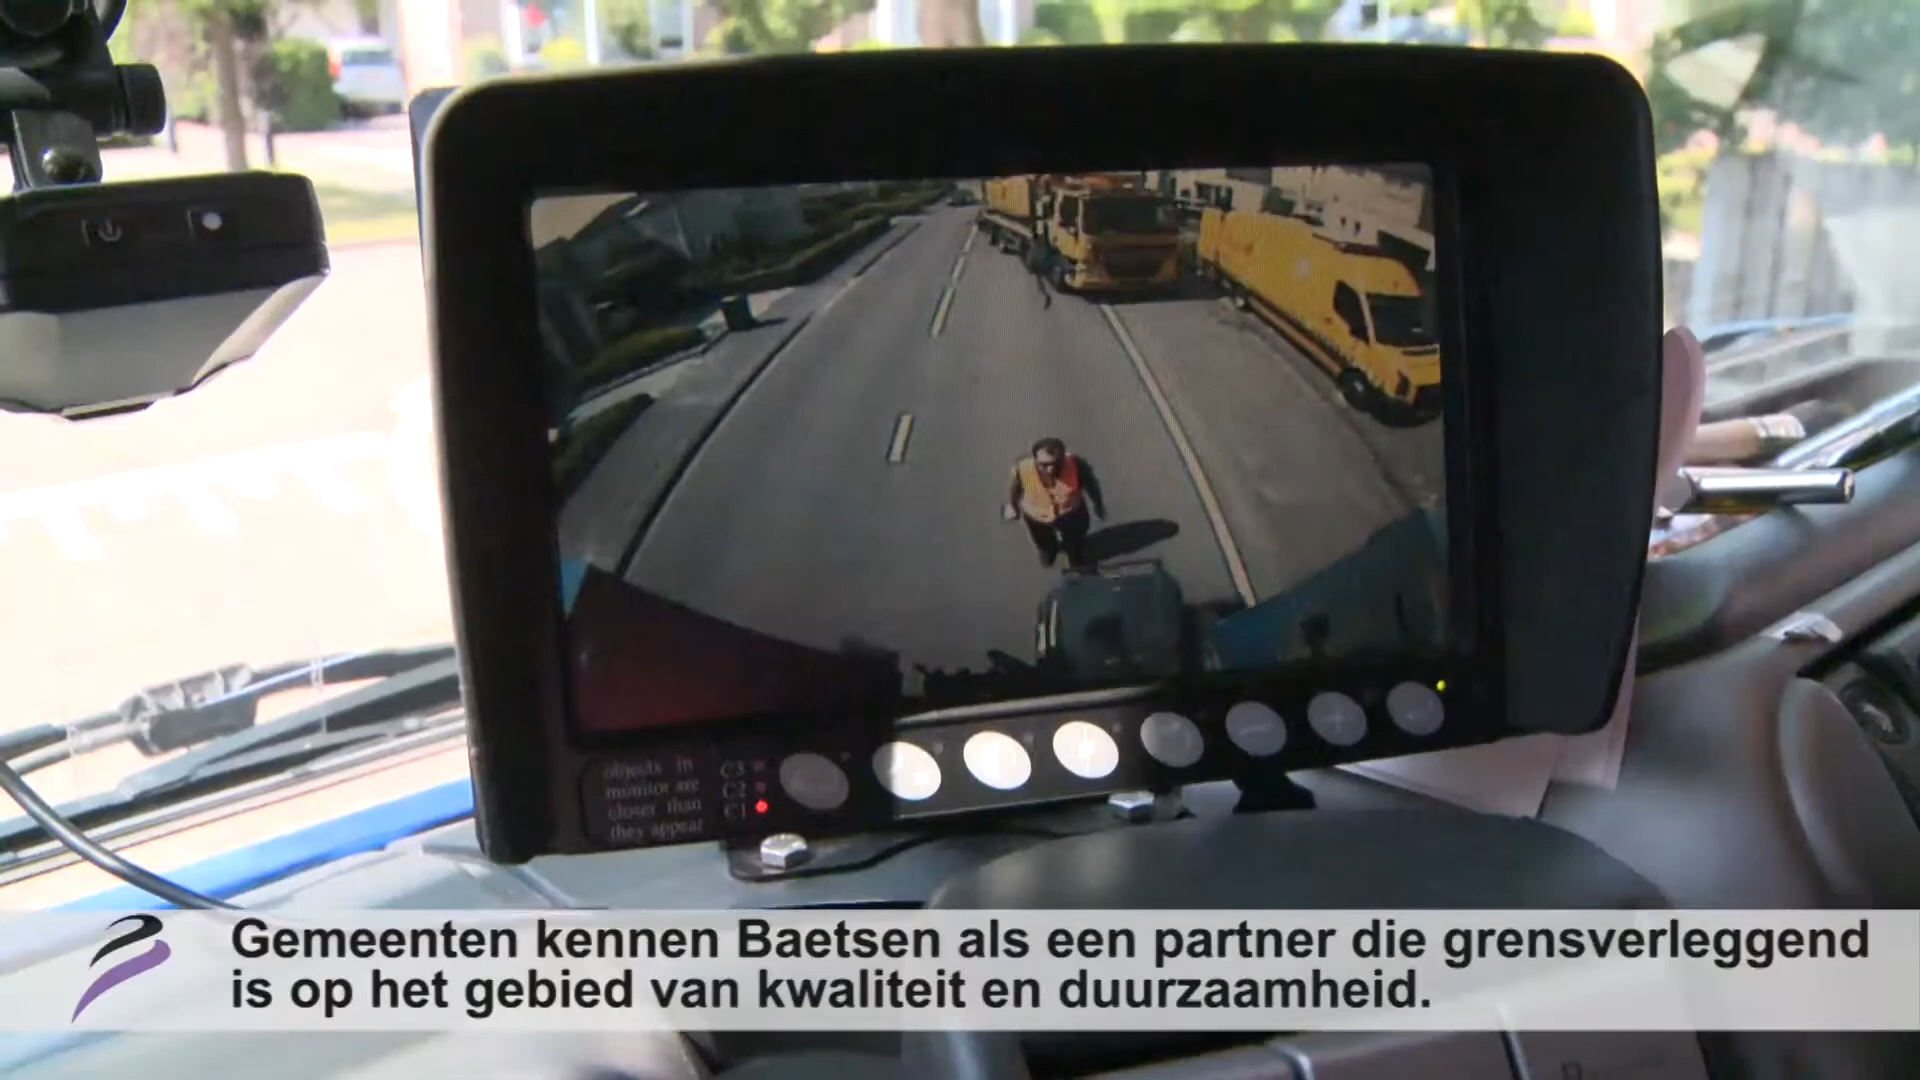 objects in
monitor are
closer than
they appear
C3
C2
C1
Gemeenten kennen Baetsen als een partner die grensverleggend
is op het gebied van kwaliteit en duurzaamheid.